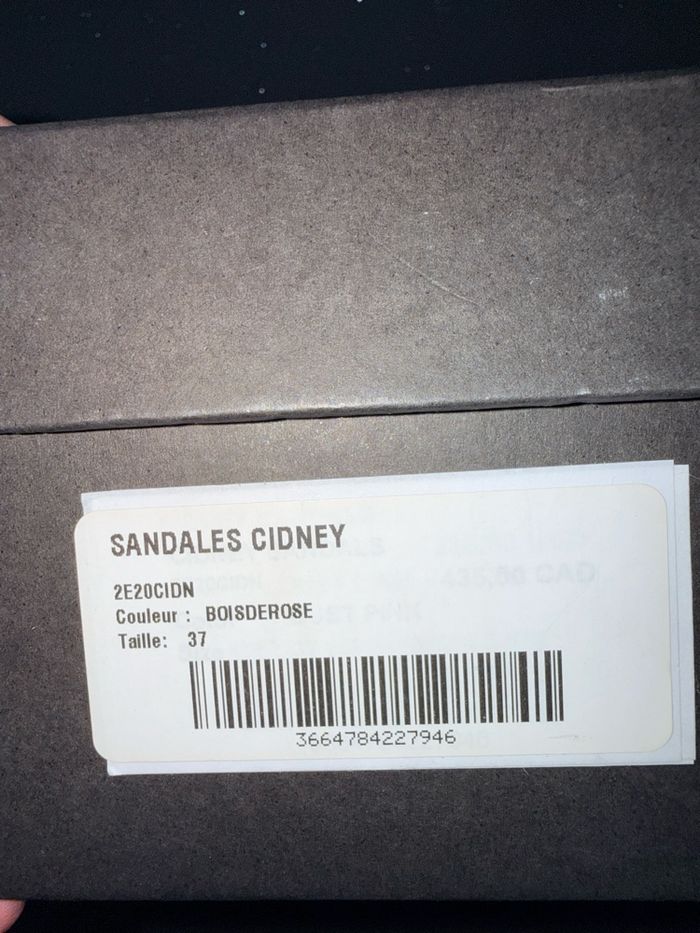 SANDALES CIDNEY
2E20CIDN
Couleur : BOISDEROSE
Taille: 37
3664784227946